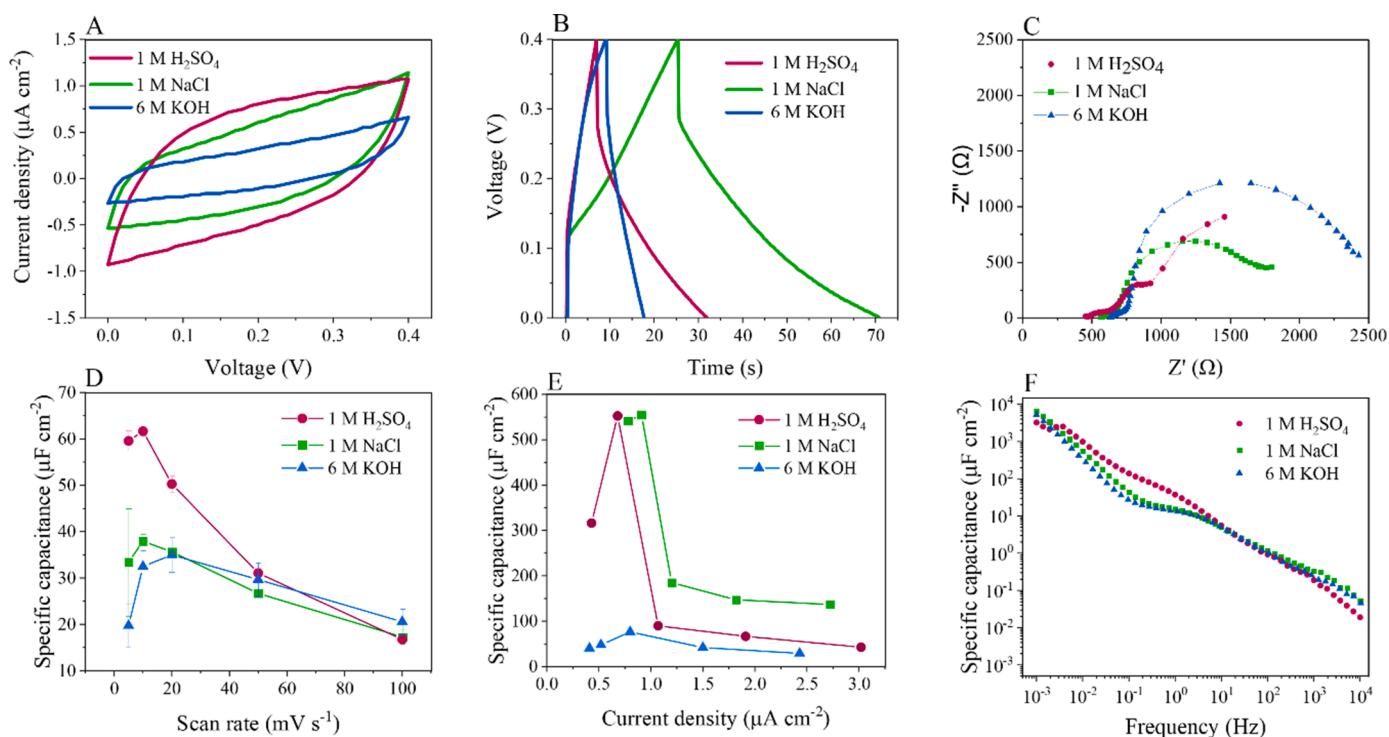 A
Current density (μA cm⁻²)
1.5
1.0
0.5
0.0
-0.5
-1.0
-1.5
1 M H₂SO₄
1 M NaCl
6 M KOH
0.0 0.1 0.2 0.3 0.4
Voltage (V)
B
Voltage (V)
0.4
0.3
0.2
0.1
0.0
1 M H₂SO₄
1 M NaCl
6 M KOH
0 10 20 30 40 50 60 70 80
Time (s)
C
-Z'' (Ω)
2500
2000
1500
1000
500
0
1 M H₂SO₄
1 M NaCl
6 M KOH
0 500 1000 1500 2000 2500
Z' (Ω)
D
Specific capacitance (μF cm⁻²)
70
60
50
40
30
20
10
1 M H₂SO₄
1 M NaCl
6 M KOH
0 20 40 60 80 100
Scan rate (mV s⁻¹)
E
Specific capacitance (μF cm⁻²)
600
550
500
450
400
350
300
250
200
150
100
50
0
1 M H₂SO₄
1 M NaCl
6 M KOH
0.0 0.5 1.0 1.5 2.0 2.5 3.0
Current density (μA cm⁻²)
F
Specific capacitance (μF cm⁻²)
10⁴
10³
10²
10¹
10⁰
10⁻¹
10⁻²
10⁻³
1 M H₂SO₄
1 M NaCl
6 M KOH
10⁻³ 10⁻² 10⁻¹ 10⁰ 10¹ 10² 10³ 10⁴
Frequency (Hz)